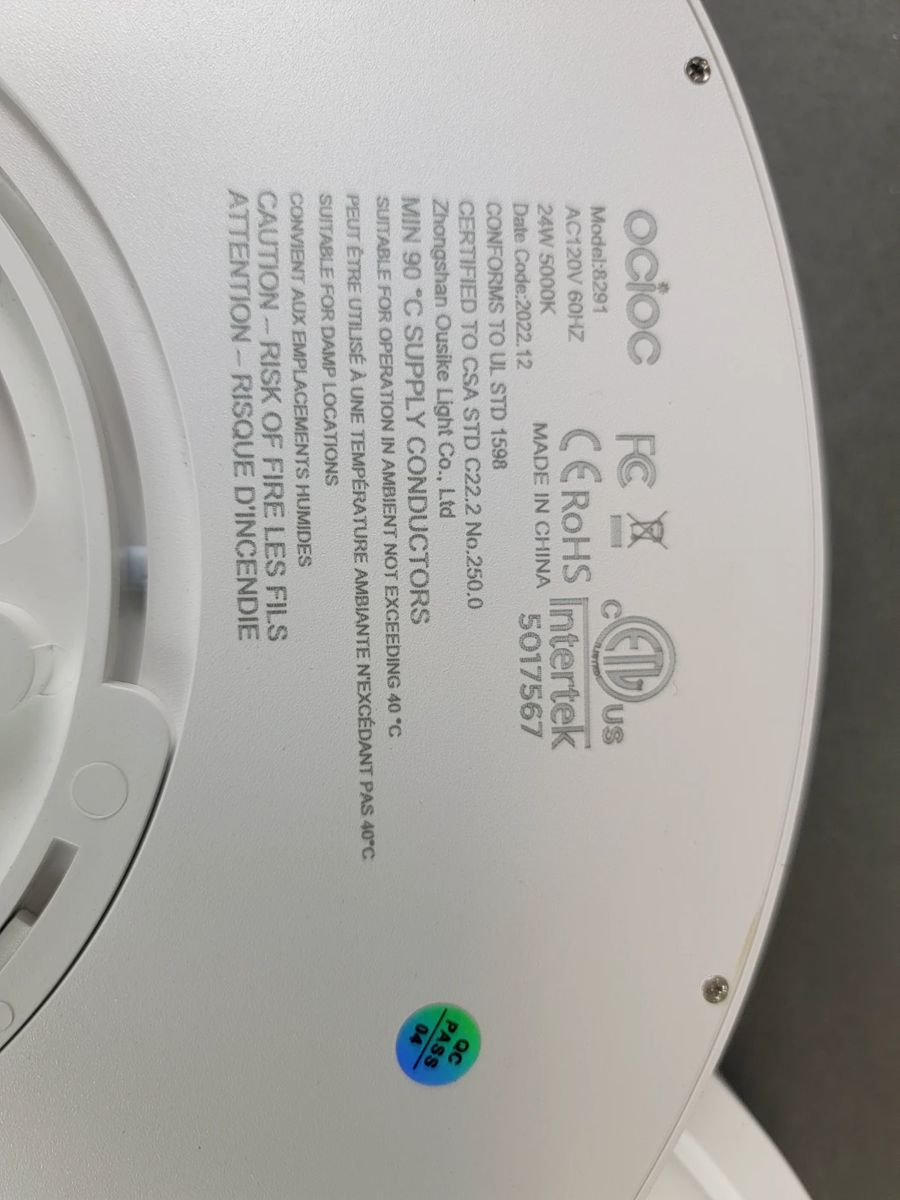 ocioc
Model:8291
AC120V 60HZ
24W 5000K
Date Code:2022.12
FC
CE RoHS
MADE IN CHINA
C ETL US
LISTED
Intertek
5017567
CONFORMS TO UL STD 1598
CERTIFIED TO CSA STD C22.2 No.250.0
Zhongshan Ousike Light Co., Ltd
MIN 90 °C SUPPLY CONDUCTORS
SUITABLE FOR OPERATION IN AMBIENT NOT EXCEEDING 40 °C
PEUT ÊTRE UTILISÉ À UNE TEMPÉRATURE AMBIANTE N'EXCÉDANT PAS 40°C
SUITABLE FOR DAMP LOCATIONS
CONVIENT AUX EMPLACEMENTS HUMIDES
CAUTION – RISK OF FIRE LES FILS
ATTENTION – RISQUE D'INCENDIE
QC
PASS
04